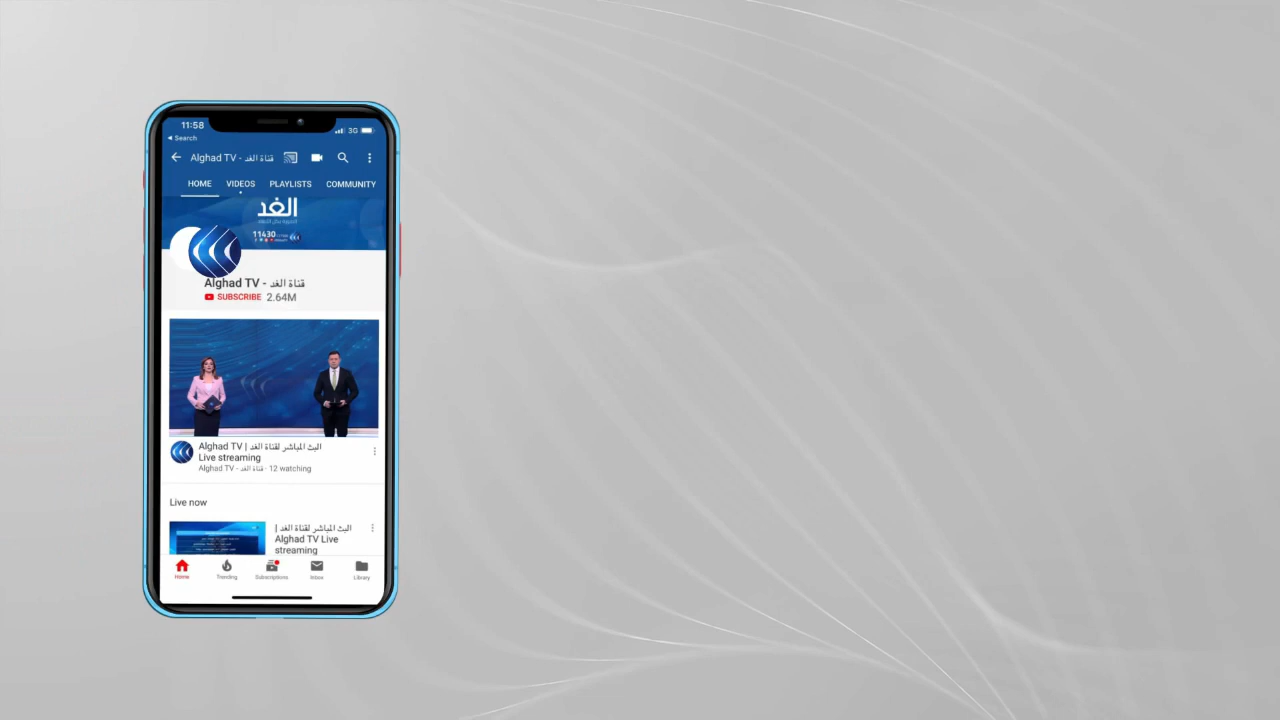 11:58
3G
Search
Alghad TV - قناة الغد
HOME VIDEOS PLAYLISTS COMMUNITY
الغد
11430
Alghad TV - قناة الغد
SUBSCRIBE 2.64M
Alghad TV | البث المباشر لقناة الغد
Live streaming
Alghad TV - قناة الغد · 12 watching
Live now
البث المباشر لقناة الغد |
Alghad TV Live
streaming
Home Trending Subscriptions Inbox Library